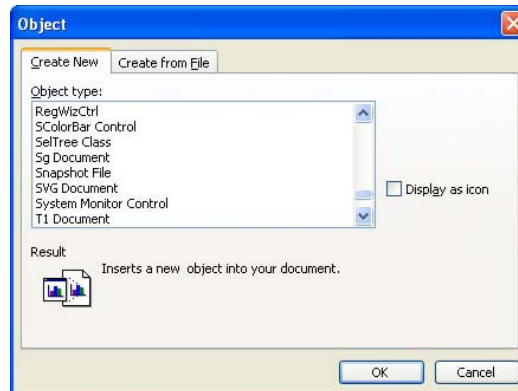 Object
Create New
Create from File
Object type:
RegWizCtrl
SColorBar Control
SelTree Class
Sg Document
Snapshot File
SVG Document
System Monitor Control
T1 Document
Display as icon
Result
Inserts a new object into your document.
OK
Cancel